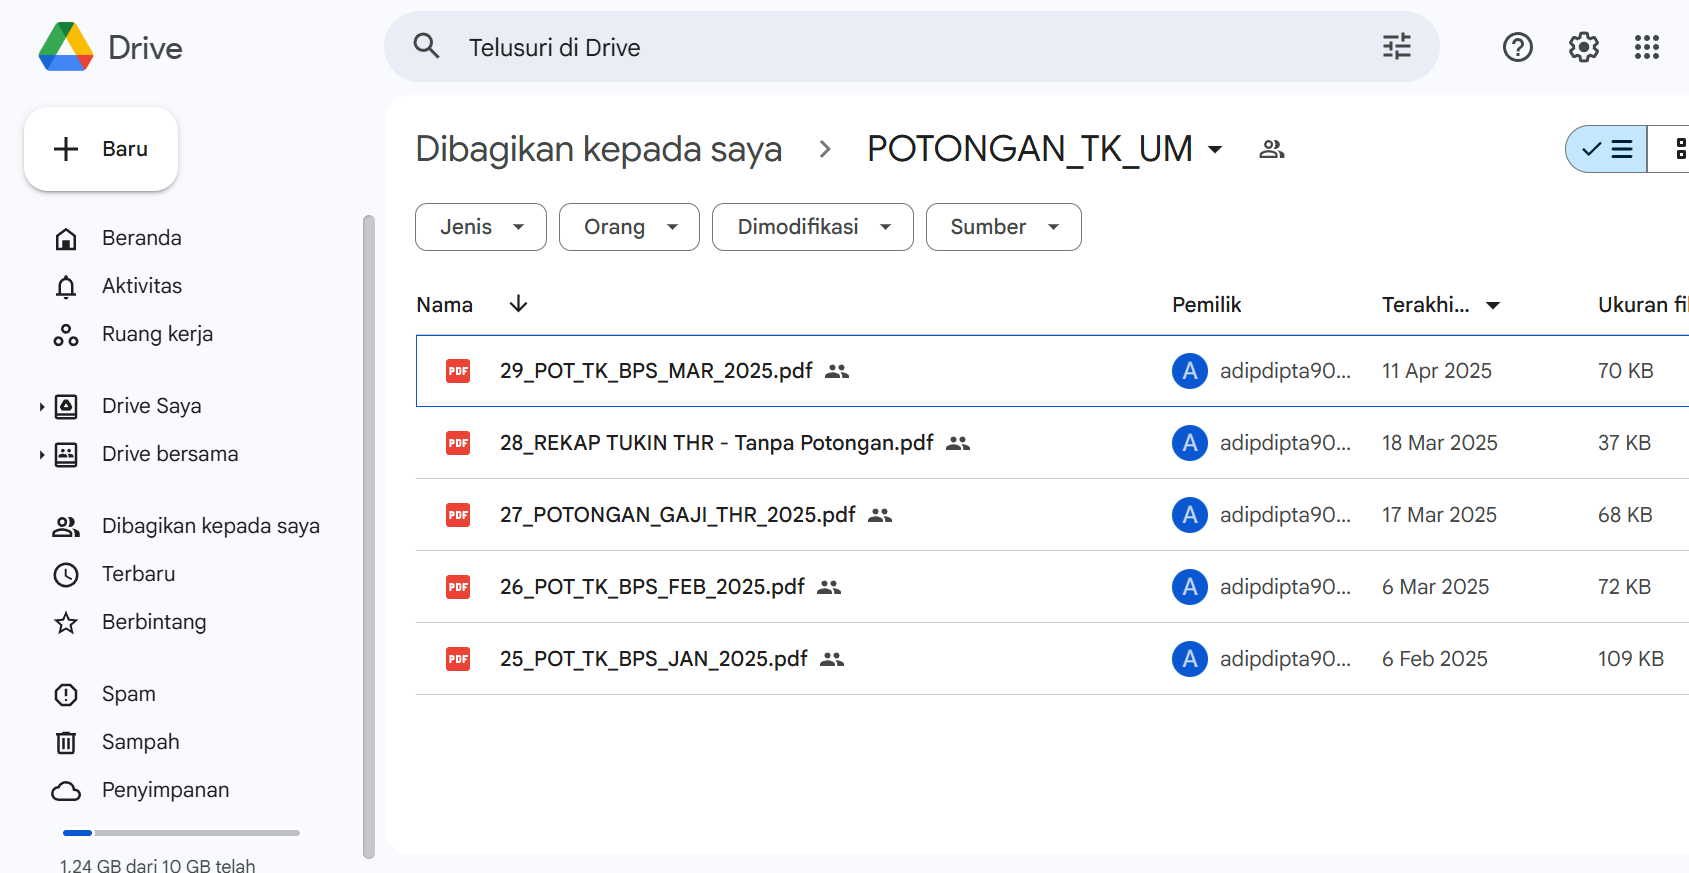 Drive
Telusuri di Drive
Baru
Dibagikan kepada saya > POTONGAN_TK_UM
Jenis
Orang
Dimodifikasi
Sumber
Beranda
Aktivitas
Ruang kerja
Drive Saya
Drive bersama
Dibagikan kepada saya
Terbaru
Berbintang
Spam
Sampah
Penyimpanan
1,24 GB dari 10 GB telah
Nama Pemilik Terakhi... Ukuran
PDF 29_POT_TK_BPS_MAR_2025.pdf A adipdipta90... 11 Apr 2025 70 KB
PDF 28_REKAP TUKIN THR - Tanpa Potongan.pdf A adipdipta90... 18 Mar 2025 37 KB
PDF 27_POTONGAN_GAJI_THR_2025.pdf A adipdipta90... 17 Mar 2025 68 KB
PDF 26_POT_TK_BPS_FEB_2025.pdf A adipdipta90... 6 Mar 2025 72 KB
PDF 25_POT_TK_BPS_JAN_2025.pdf A adipdipta90... 6 Feb 2025 109 KB